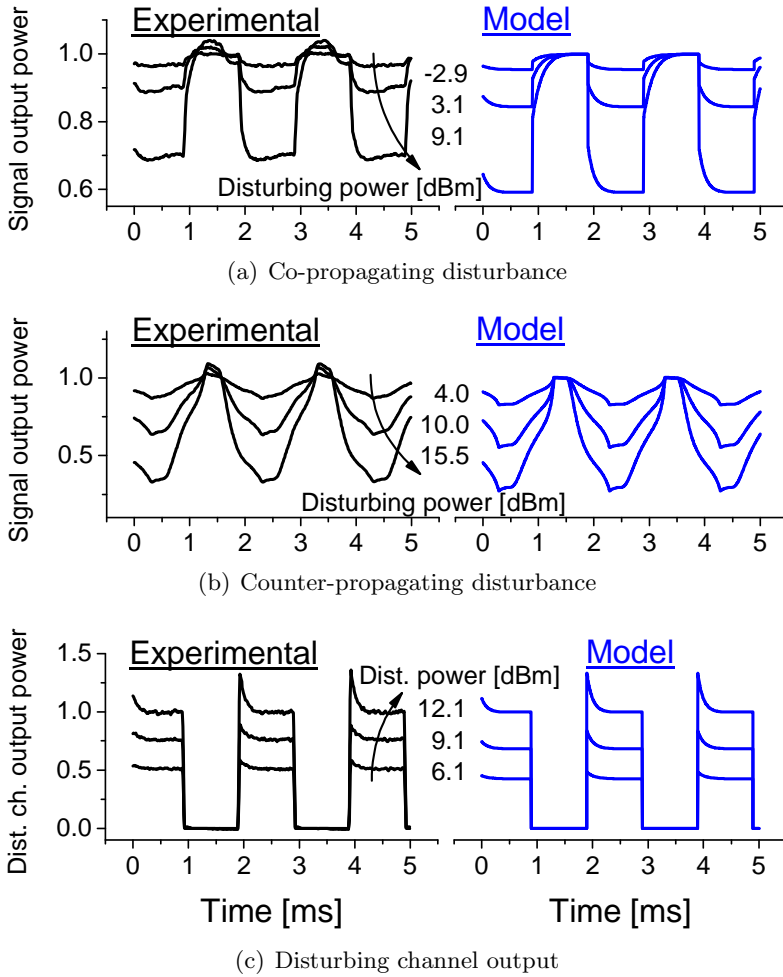 Experimental
Model
Signal output power
1.0
0.8
0.6
-2.9
3.1
9.1
Disturbing power [dBm]
0 1 2 3 4 5
0 1 2 3 4 5
(a) Co-propagating disturbance
Experimental
Model
Signal output power
1.0
0.5
4.0
10.0
15.5
Disturbing power [dBm]
0 1 2 3 4 5
0 1 2 3 4 5
(b) Counter-propagating disturbance
Experimental
Model
Dist. ch. output power
1.5
1.0
0.5
0.0
Dist. power [dBm]
12.1
9.1
6.1
0 1 2 3 4 5
0 1 2 3 4 5
Time [ms]
Time [ms]
(c) Disturbing channel output